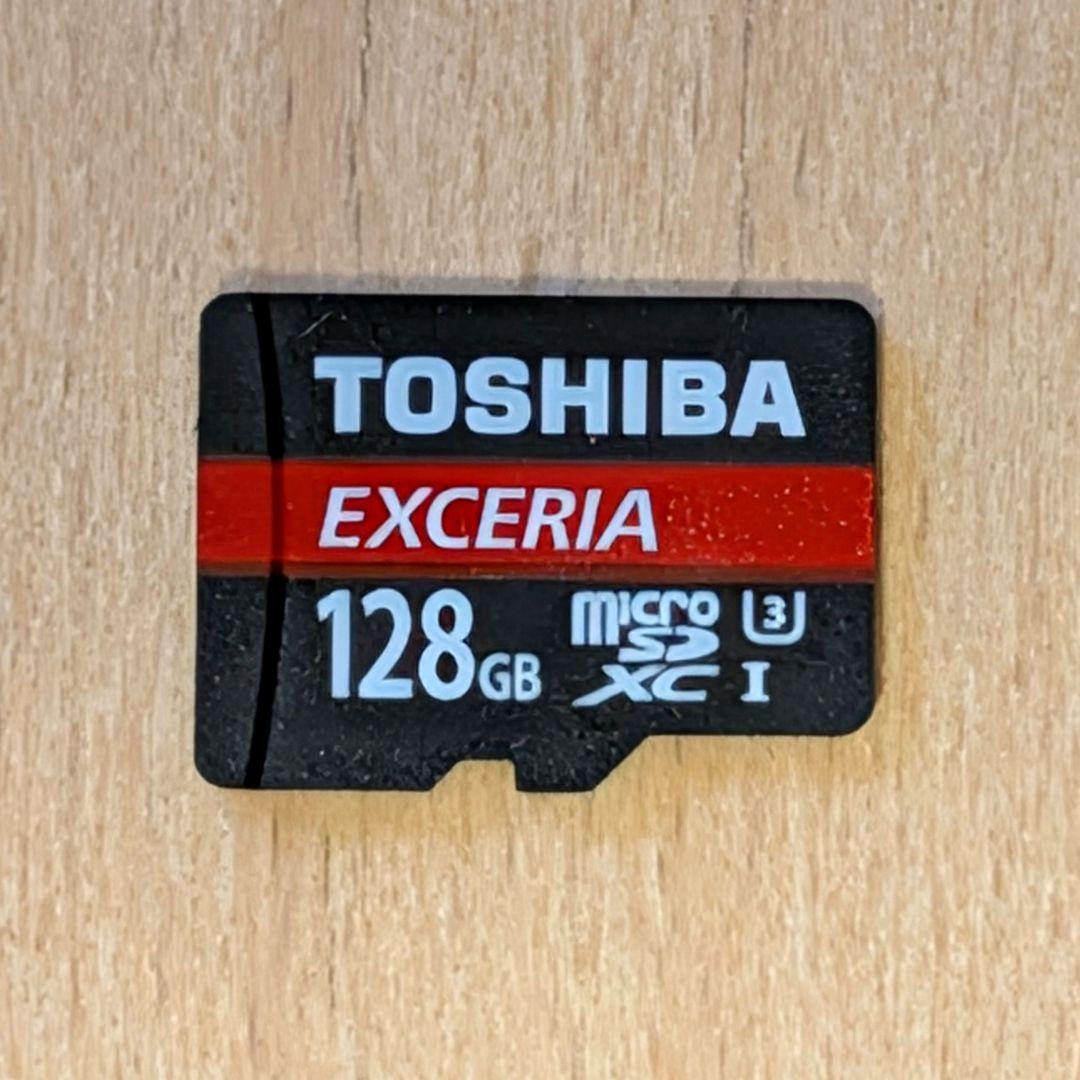 TOSHIBA
EXCERIA
128GB
micro
SD
XC I
3